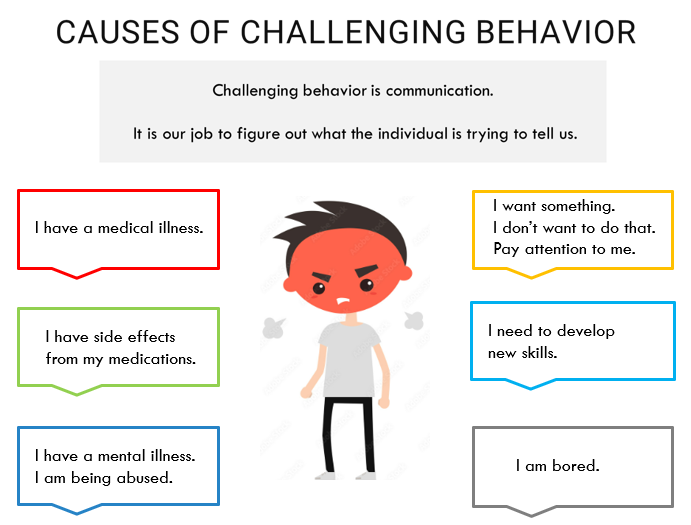 CAUSES OF CHALLENGING BEHAVIOR
Challenging behavior is communication.
It is our job to figure out what the individual is trying to tell us.
I have a medical illness.
I want something.
I don't want to do that.
Pay attention to me.
I have side effects
from my medications.
I need to develop
new skills.
I have a mental illness.
I am being abused.
I am bored.